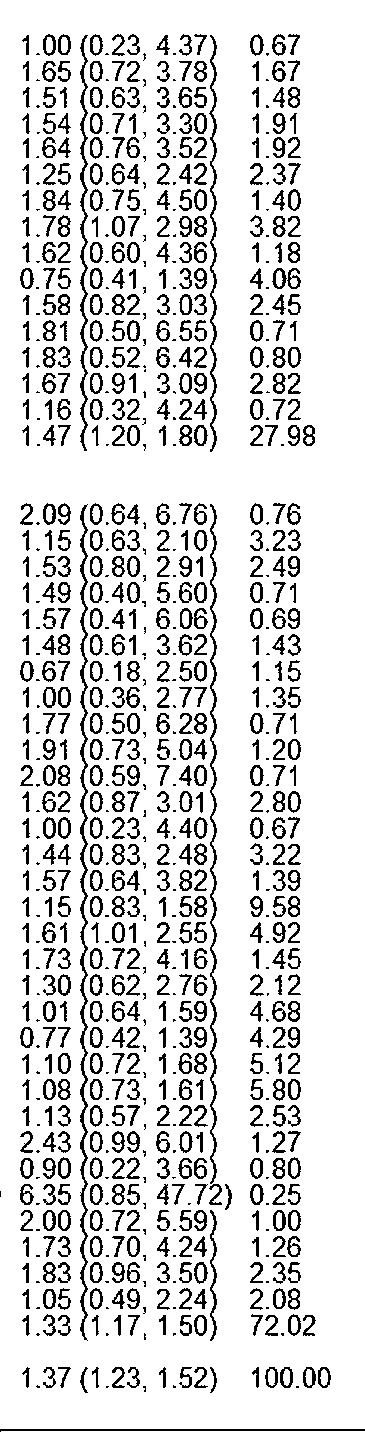 1.00 (0.23, 4.37) 0.67
1.65 (0.72, 3.78) 1.67
1.51 (0.63, 3.65) 1.48
1.54 (0.71, 3.30) 1.91
1.64 (0.76, 3.52) 1.92
1.25 (0.64, 2.42) 2.37
1.84 (0.75, 4.50) 1.40
1.78 (1.07, 2.98) 3.82
1.62 (0.60, 4.36) 1.18
0.75 (0.41, 1.39) 4.06
1.58 (0.82, 3.03) 2.45
1.81 (0.50, 6.55) 0.71
1.83 (0.52, 6.42) 0.80
1.67 (0.91, 3.09) 2.82
1.16 (0.32, 4.24) 0.72
1.47 (1.20, 1.80) 27.98
2.09 (0.64, 6.76) 0.76
1.15 (0.63, 2.10) 3.23
1.53 (0.80, 2.91) 2.49
1.49 (0.40, 5.60) 0.71
1.57 (0.41, 6.06) 0.69
1.48 (0.61, 3.62) 1.43
0.67 (0.18, 2.50) 1.15
1.00 (0.36, 2.77) 1.35
1.77 (0.50, 6.28) 0.71
1.91 (0.73, 5.04) 1.20
2.08 (0.59, 7.40) 0.71
1.62 (0.87, 3.01) 2.80
1.00 (0.23, 4.40) 0.67
1.44 (0.83, 2.48) 3.22
1.57 (0.64, 3.82) 1.39
1.15 (0.83, 1.58) 9.58
1.61 (1.01, 2.55) 4.92
1.73 (0.72, 4.16) 1.45
1.30 (0.62, 2.76) 2.12
1.01 (0.64, 1.59) 4.68
0.77 (0.42, 1.39) 4.29
1.10 (0.72, 1.68) 5.12
1.08 (0.73, 1.61) 5.80
1.13 (0.57, 2.22) 2.53
2.43 (0.99, 6.01) 1.27
0.90 (0.22, 3.66) 0.80
6.35 (0.85, 47.72) 0.25
2.00 (0.72, 5.59) 1.00
1.73 (0.70, 4.24) 1.26
1.83 (0.96, 3.50) 2.35
1.05 (0.49, 2.24) 2.08
1.33 (1.17, 1.50) 72.02
1.37 (1.23, 1.52) 100.00